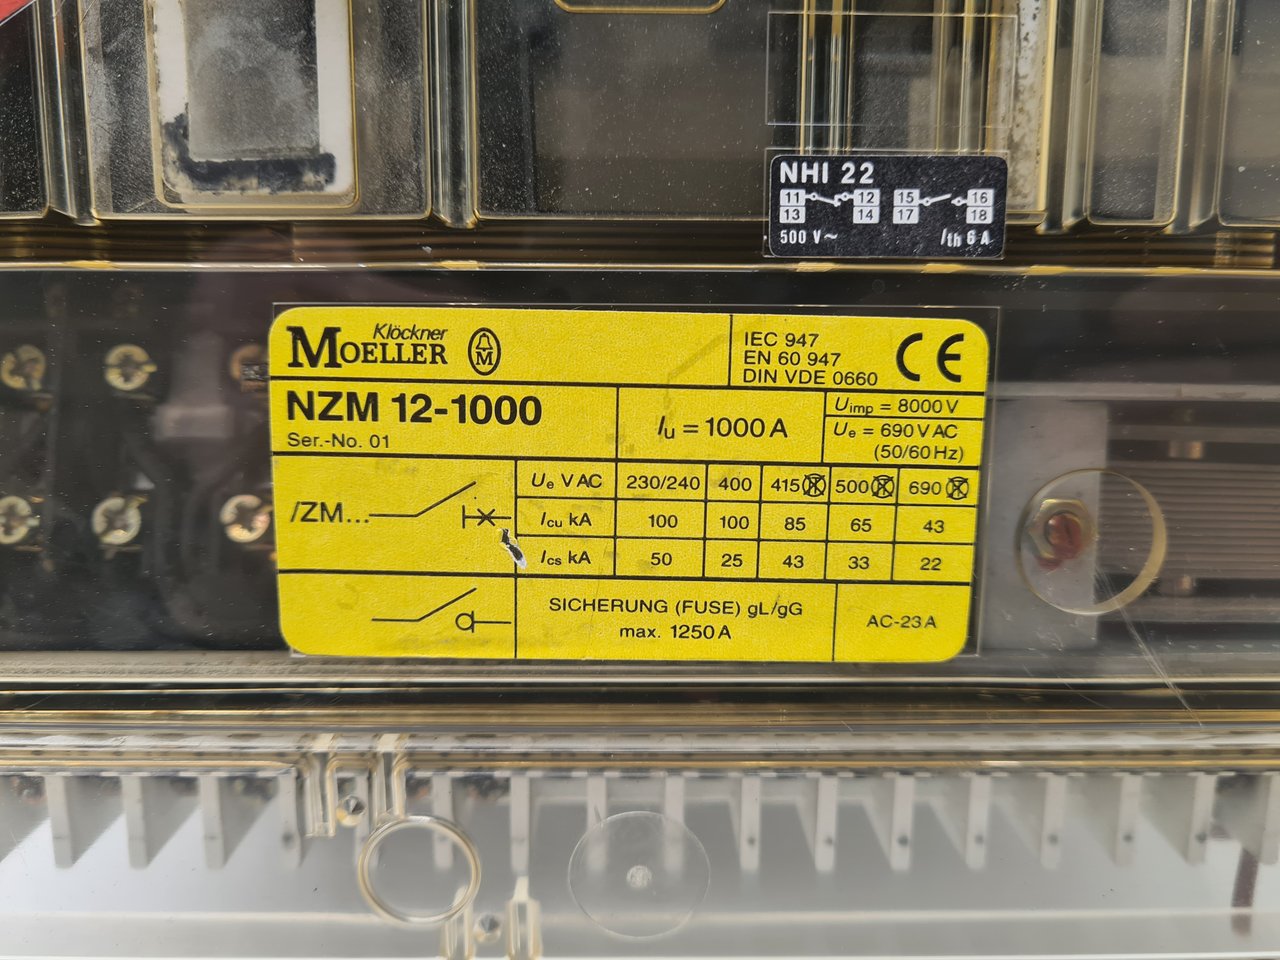 NHI 22
11 12 15 16
13 14 17 18
500 V~ Ith 6 A
Klöckner
MOELLER
M
IEC 947
EN 60 947
DIN VDE 0660
CE
NZM 12-1000
Ser.-No. 01
Iu = 1000 A
Uimp = 8000 V
Ue = 690 V AC
(50/60 Hz)
/ZM...
Ue V AC 230/240 400 415 500 690
Icu kA 100 100 85 65 43
Ics kA 50 25 43 33 22
SICHERUNG (FUSE) gL/gG
max. 1250 A
AC-23 A